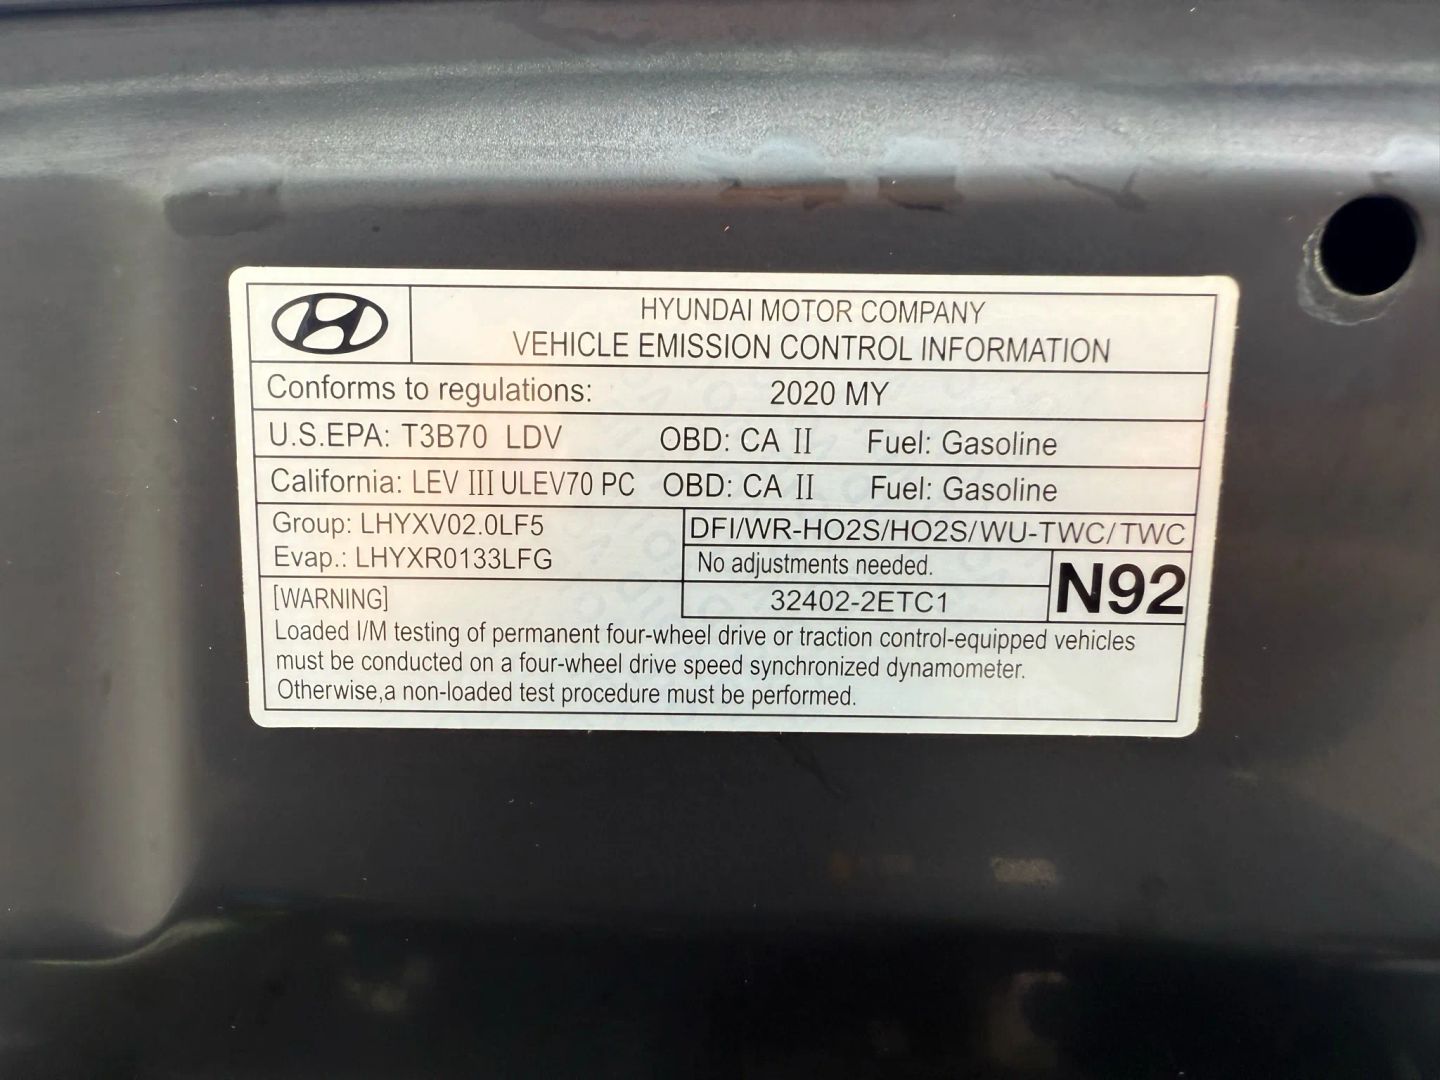 HYUNDAI MOTOR COMPANY
VEHICLE EMISSION CONTROL INFORMATION
Conforms to regulations: 2020 MY
U.S.EPA: T3B70 LDV OBD: CA II Fuel: Gasoline
California: LEV III ULEV70 PC OBD: CA II Fuel: Gasoline
Group: LHYXV02.0LF5
Evap.: LHYXR0133LFG
DFI/WR-HO2S/HO2S/WU-TWC/TWC
No adjustments needed.
32402-2ETC1
N92
[WARNING]
Loaded I/M testing of permanent four-wheel drive or traction control-equipped vehicles
must be conducted on a four-wheel drive speed synchronized dynamometer.
Otherwise,a non-loaded test procedure must be performed.